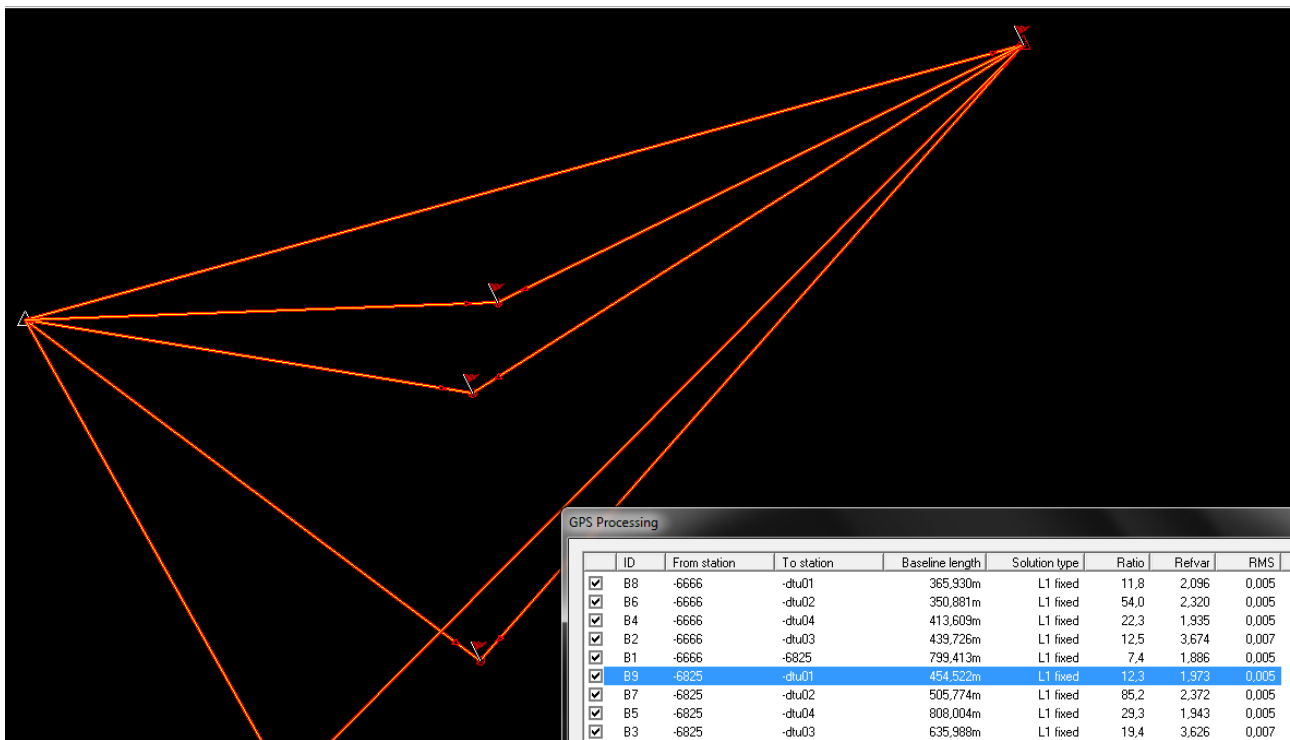 GPS Processing
ID From station To station Baseline length Solution type Ratio Refvar RMS
B8 -6666 -dtu01 365,930m L1 fixed 11,8 2,096 0,005
B6 -6666 -dtu02 350,881m L1 fixed 54,0 2,320 0,005
B4 -6666 -dtu04 413,609m L1 fixed 22,3 1,935 0,005
B2 -6666 -dtu03 439,726m L1 fixed 12,5 3,674 0,007
B1 -6666 -6825 799,413m L1 fixed 7,4 1,886 0,005
B9 -6825 -dtu01 454,522m L1 fixed 12,3 1,973 0,005
B7 -6825 -dtu02 505,774m L1 fixed 85,2 2,372 0,005
B5 -6825 -dtu04 808,004m L1 fixed 29,3 1,943 0,005
B3 -6825 -dtu03 635,988m L1 fixed 19,4 3,626 0,007